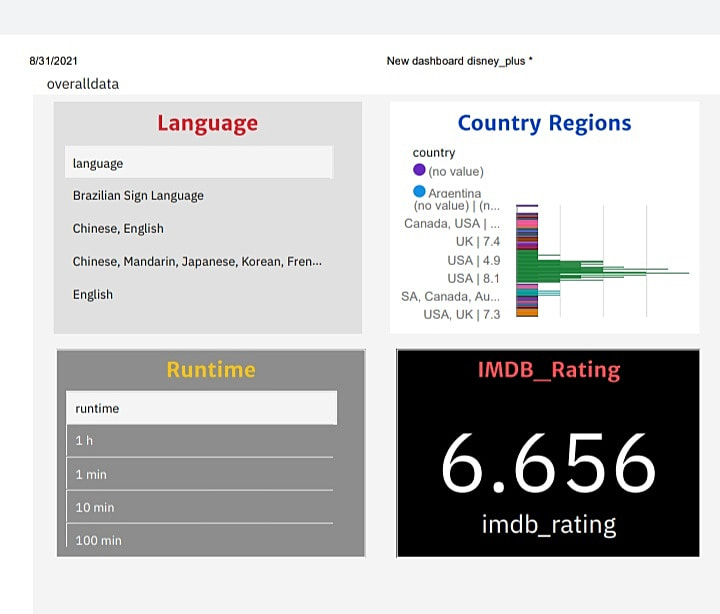 8/31/2021
New dashboard disney_plus *
overalldata
Language
language
Brazilian Sign Language
Chinese, English
Chinese, Mandarin, Japanese, Korean, Fren...
English
Country Regions
country
(no value)
Argentina
(no value) | (n...
Canada, USA | ...
UK | 7.4
USA | 4.9
USA | 8.1
SA, Canada, Au...
USA, UK | 7.3
Runtime
runtime
1 h
1 min
10 min
100 min
IMDB_Rating
6.656
imdb_rating